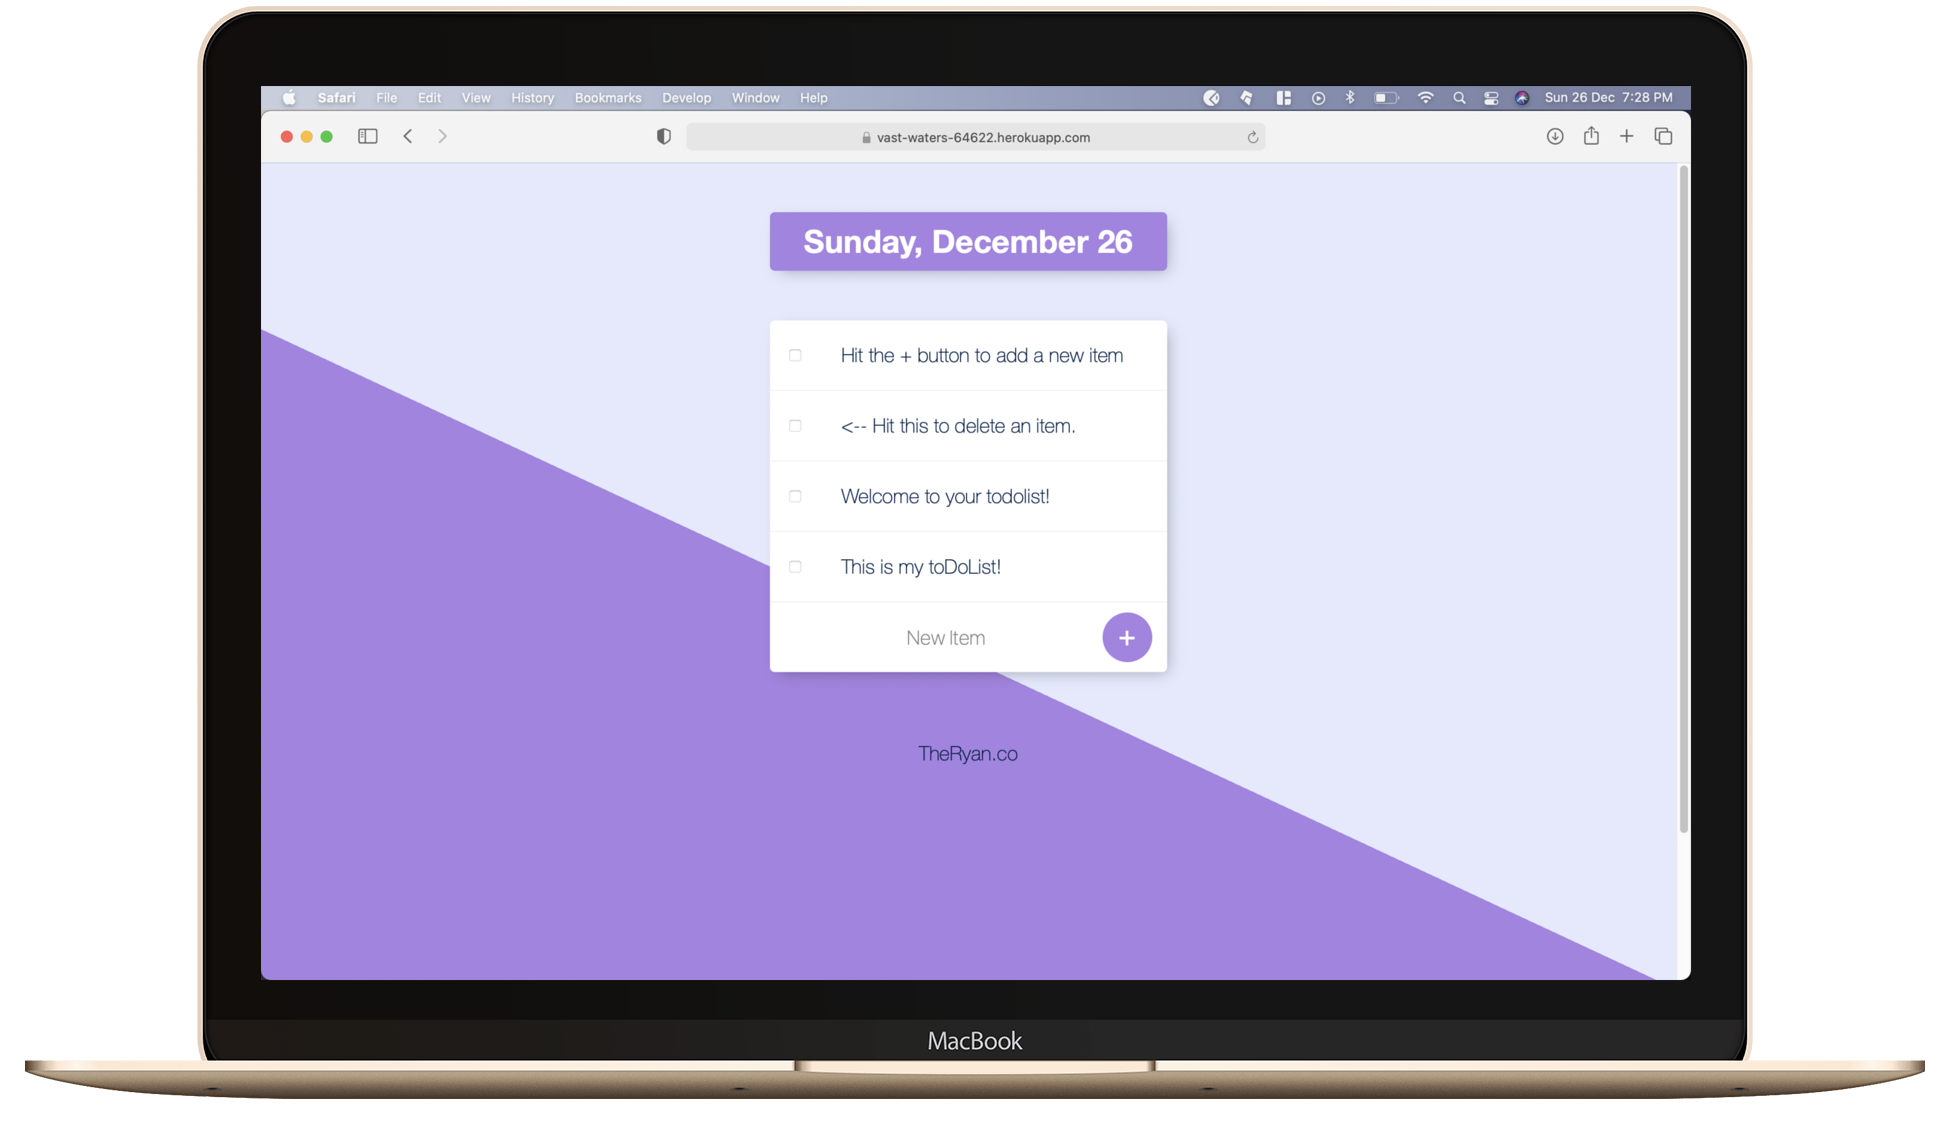 Safari File Edit View History Bookmarks Develop Window Help Sun 26 Dec 7:28 PM
vast-waters-64622.herokuapp.com
Sunday, December 26
Hit the + button to add a new item
<-- Hit this to delete an item.
Welcome to your todolist!
This is my toDoList!
New Item +
TheRyan.co
MacBook